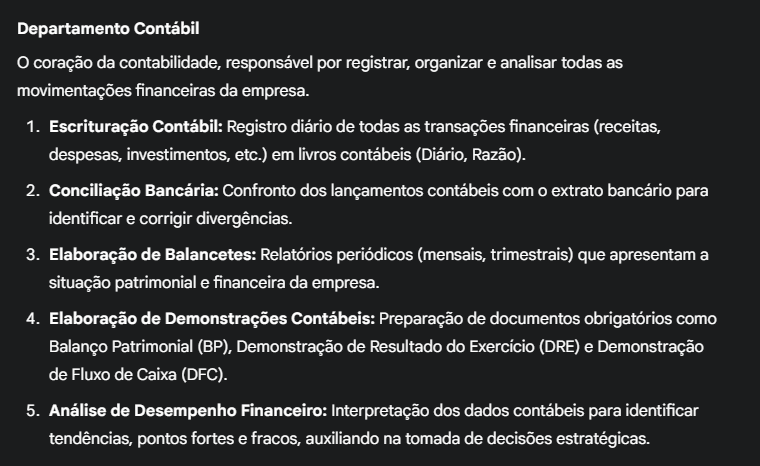 Departamento Contábil
O coração da contabilidade, responsável por registrar, organizar e analisar todas as
movimentações financeiras da empresa.
1. Escrituração Contábil: Registro diário de todas as transações financeiras (receitas,
despesas, investimentos, etc.) em livros contábeis (Diário, Razão).
2. Conciliação Bancária: Confronto dos lançamentos contábeis com o extrato bancário para
identificar e corrigir divergências.
3. Elaboração de Balancetes: Relatórios periódicos (mensais, trimestrais) que apresentam a
situação patrimonial e financeira da empresa.
4. Elaboração de Demonstrações Contábeis: Preparação de documentos obrigatórios como
Balanço Patrimonial (BP), Demonstração de Resultado do Exercício (DRE) e Demonstração
de Fluxo de Caixa (DFC).
5. Análise de Desempenho Financeiro: Interpretação dos dados contábeis para identificar
tendências, pontos fortes e fracos, auxiliando na tomada de decisões estratégicas.